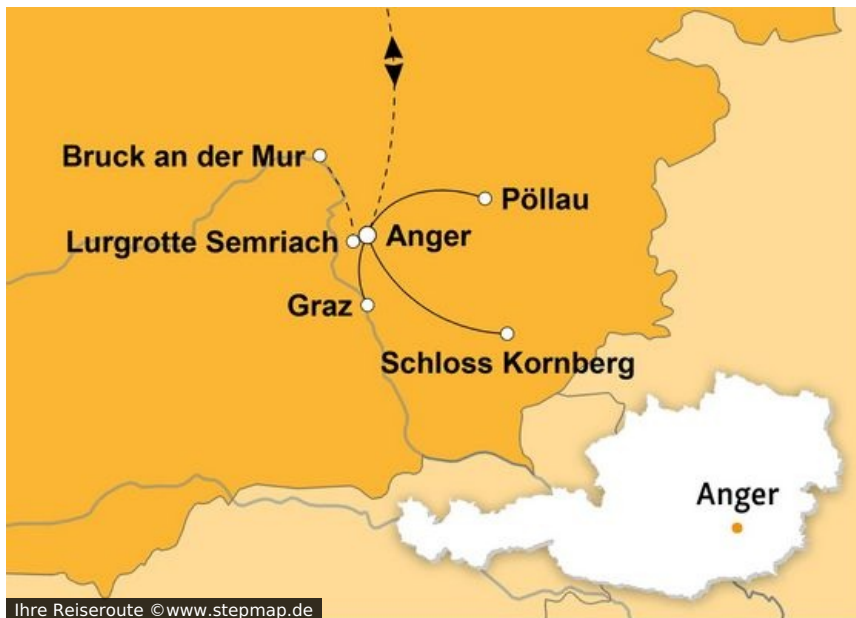 Bruck an der Mur
Pöllau
Lurgrotte Semriach
Anger
Graz
Schloss Kornberg
Anger
Ihre Reiseroute ©www.stepmap.de